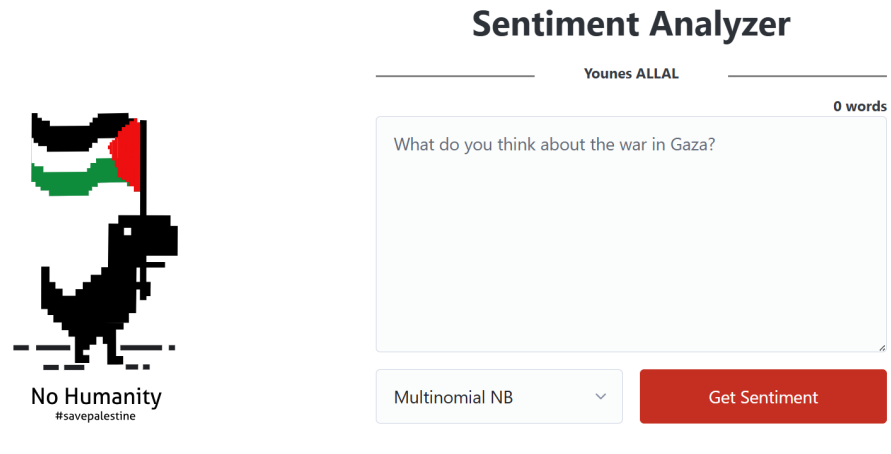 Sentiment Analyzer
Younes ALLAL
0 words
What do you think about the war in Gaza?
Multinomial NB
Get Sentiment
No Humanity
#savepalestine